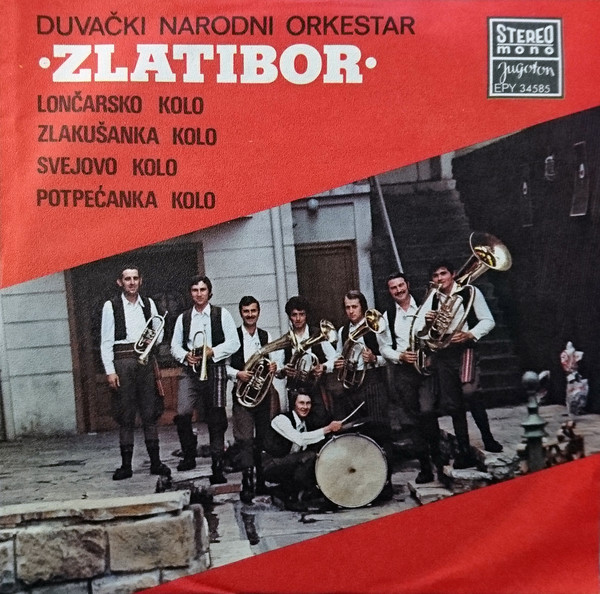 DUVAČKI NARODNI ORKESTAR
·ZLATIBOR·
LONČARSKO KOLO
ZLAKUŠANKA KOLO
SVEJOVO KOLO
POTPEĆANKA KOLO
STEREO
mono
Jugoton
EPY 34585